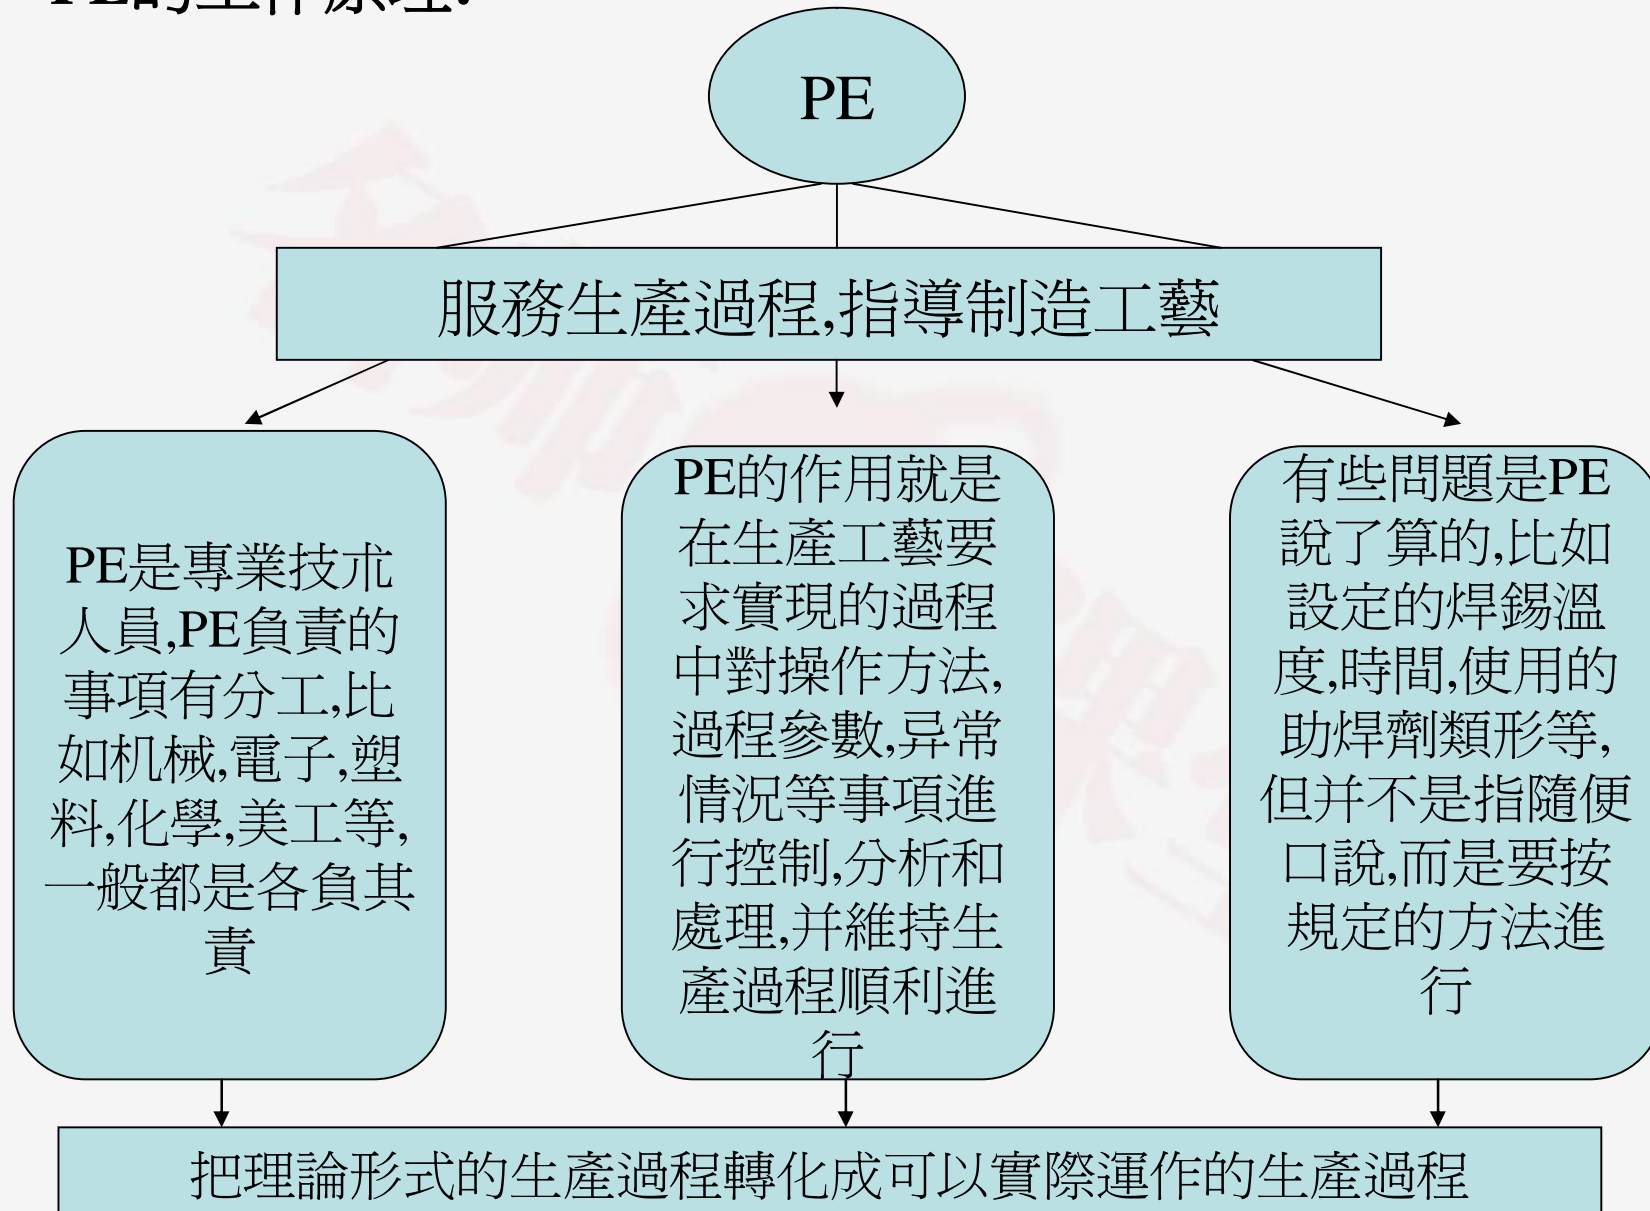 PE的工作原理:
PE
服務生產過程,指導制造工藝
PE是專業技朮
人員,PE負責的
事項有分工,比
如机械,電子,塑
料,化學,美工等,
一般都是各負其
責
PE的作用就是
在生產工藝要
求實現的過程
中對操作方法,
過程參數,异常
情況等事項進
行控制,分析和
處理,并維持生
產過程順利進
行
有些問題是PE
說了算的,比如
設定的焊錫溫
度,時間,使用的
助焊劑類形等,
但并不是指隨便
口說,而是要按
規定的方法進
行
把理論形式的生產過程轉化成可以實際運作的生產過程